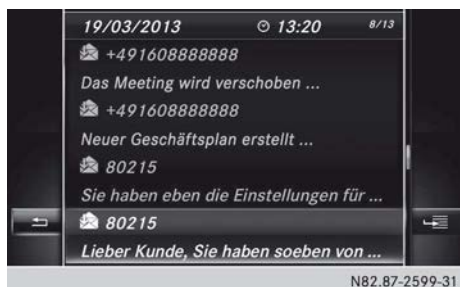 19/03/2013 13:20 8/13
+491608888888
Das Meeting wird verschoben ...
+491608888888
Neuer Geschäftsplan erstellt ...
80215
Sie haben eben die Einstellungen für ...
80215
Lieber Kunde, Sie haben soeben von ...
N82.87-2599-31